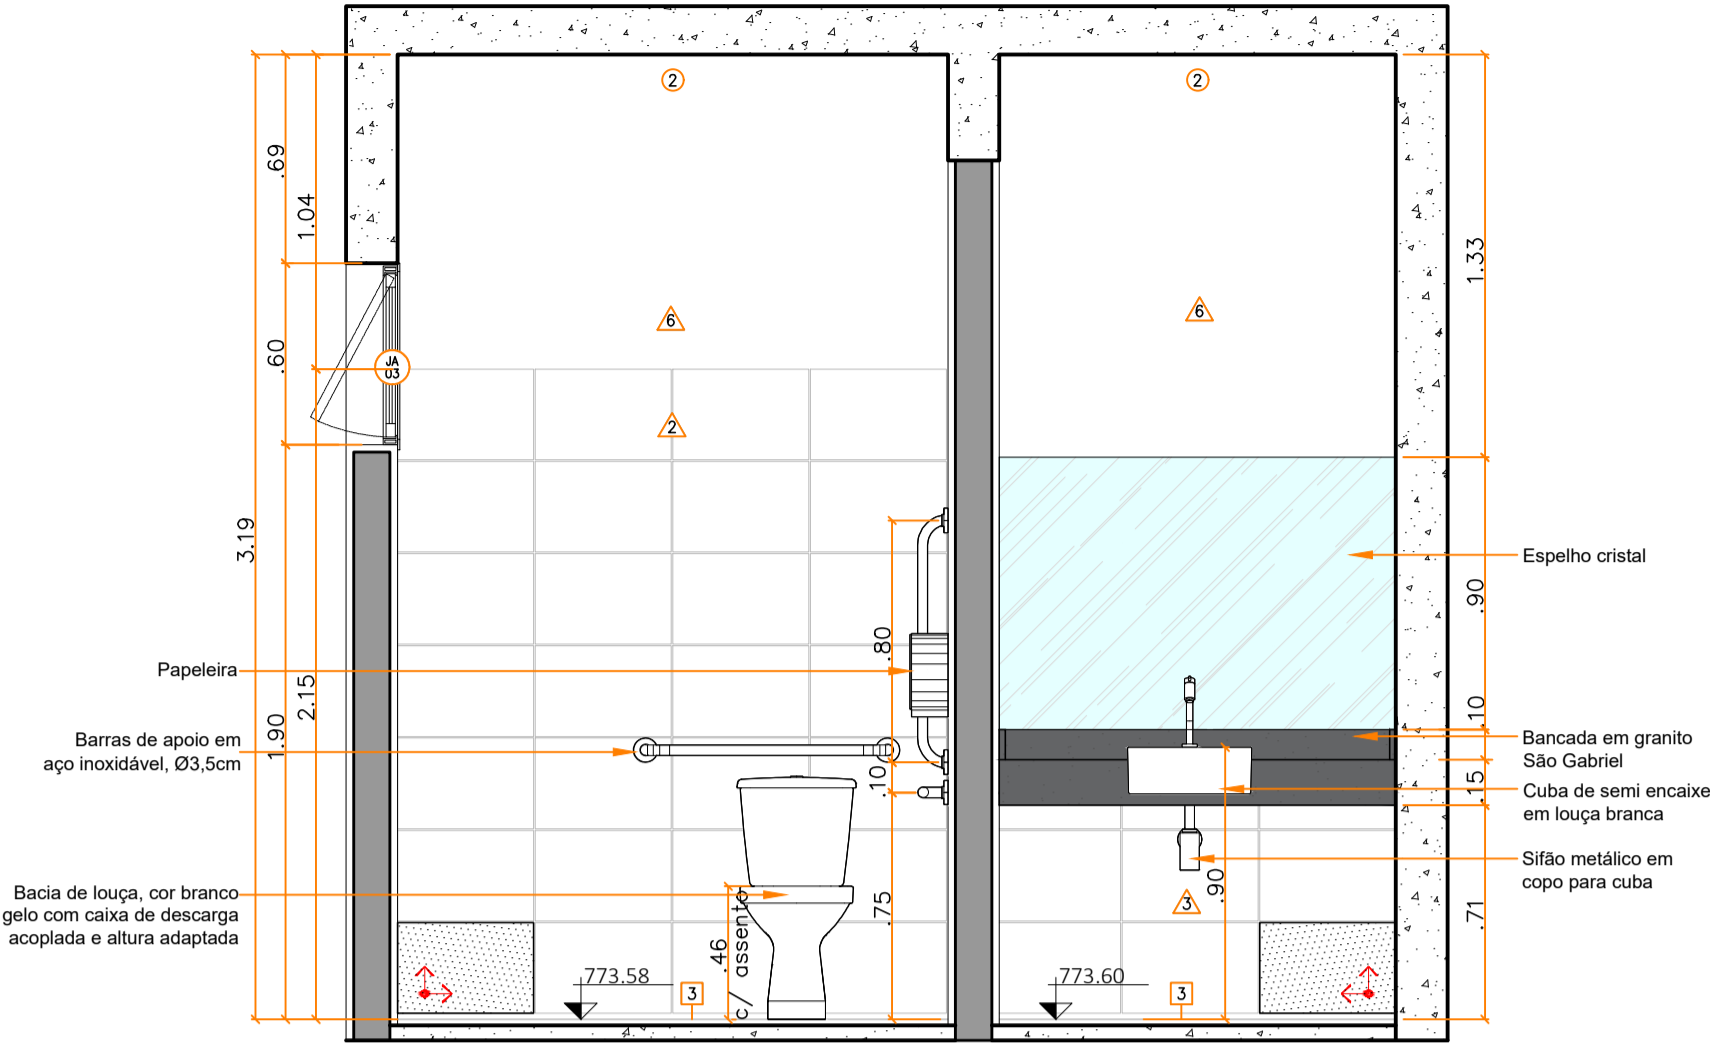 2
2
.69
1.04
1.33
6
6
JA
03
.60
2
3.19
Espelho cristal
.90
.80
Papeleira
2.15
1.90
.10
Barras de apoio em
aço inoxidável, Ø3,5cm
Bancada em granito
São Gabriel
.10
.15
Cuba de semi encaixe
em louça branca
Sifão metálico em
copo para cuba
.90
Bacia de louça, cor branco
gelo com caixa de descarga
acoplada e altura adaptada
.75
3
.71
.46
c/ assento
773.58
3
773.60
3